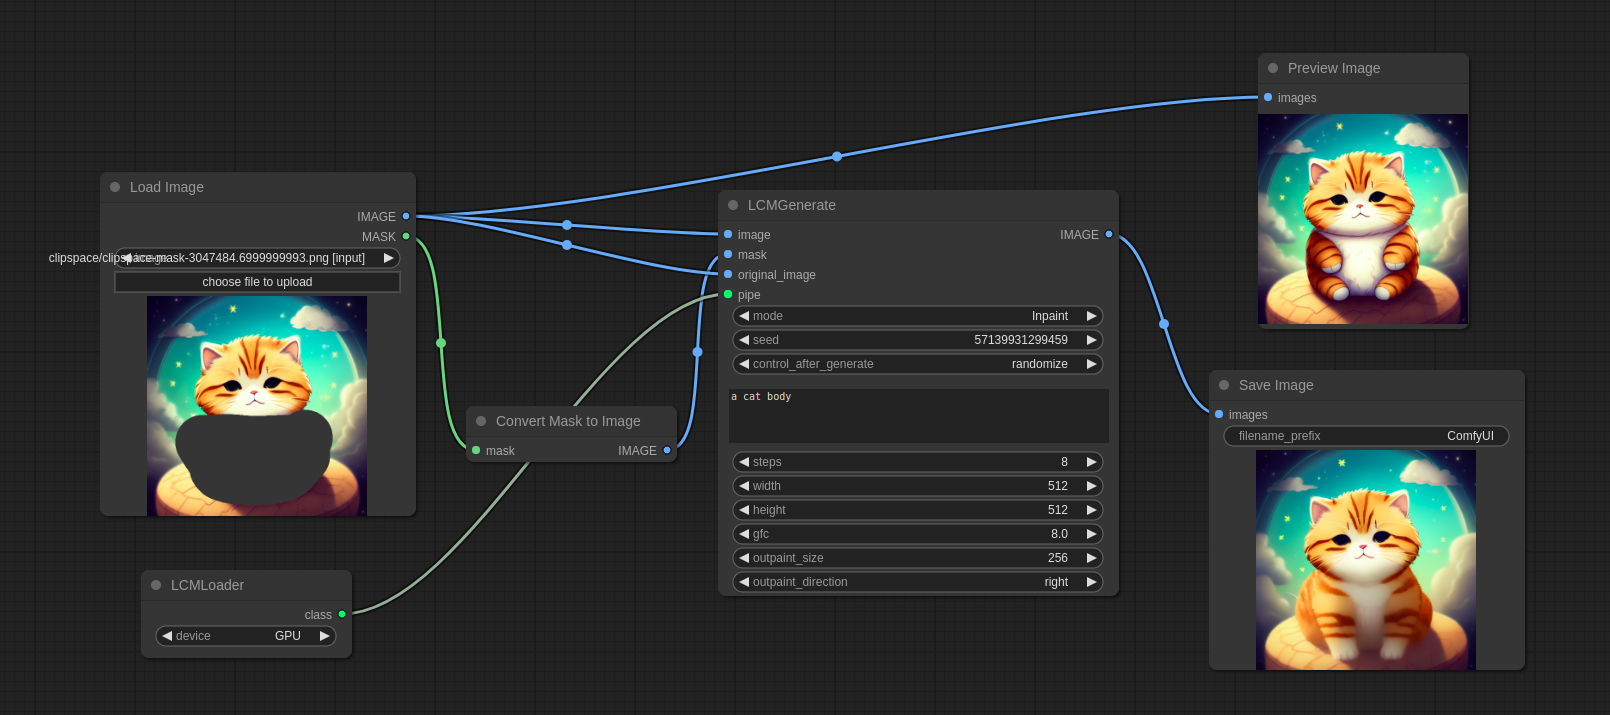 Load Image
IMAGE
MASK
clipspace/clipspace-mask-3047484.6999999993.png [input]
choose file to upload
LCMLoader
class
device GPU
Convert Mask to Image
mask IMAGE
LCMGenerate
image IMAGE
mask
original_image
pipe
mode Inpaint
seed 57139931299459
control_after_generate randomize
a cat body
steps 8
width 512
height 512
gfc 8.0
outpaint_size 256
outpaint_direction right
Preview Image
images
Save Image
images
filename_prefix ComfyUI